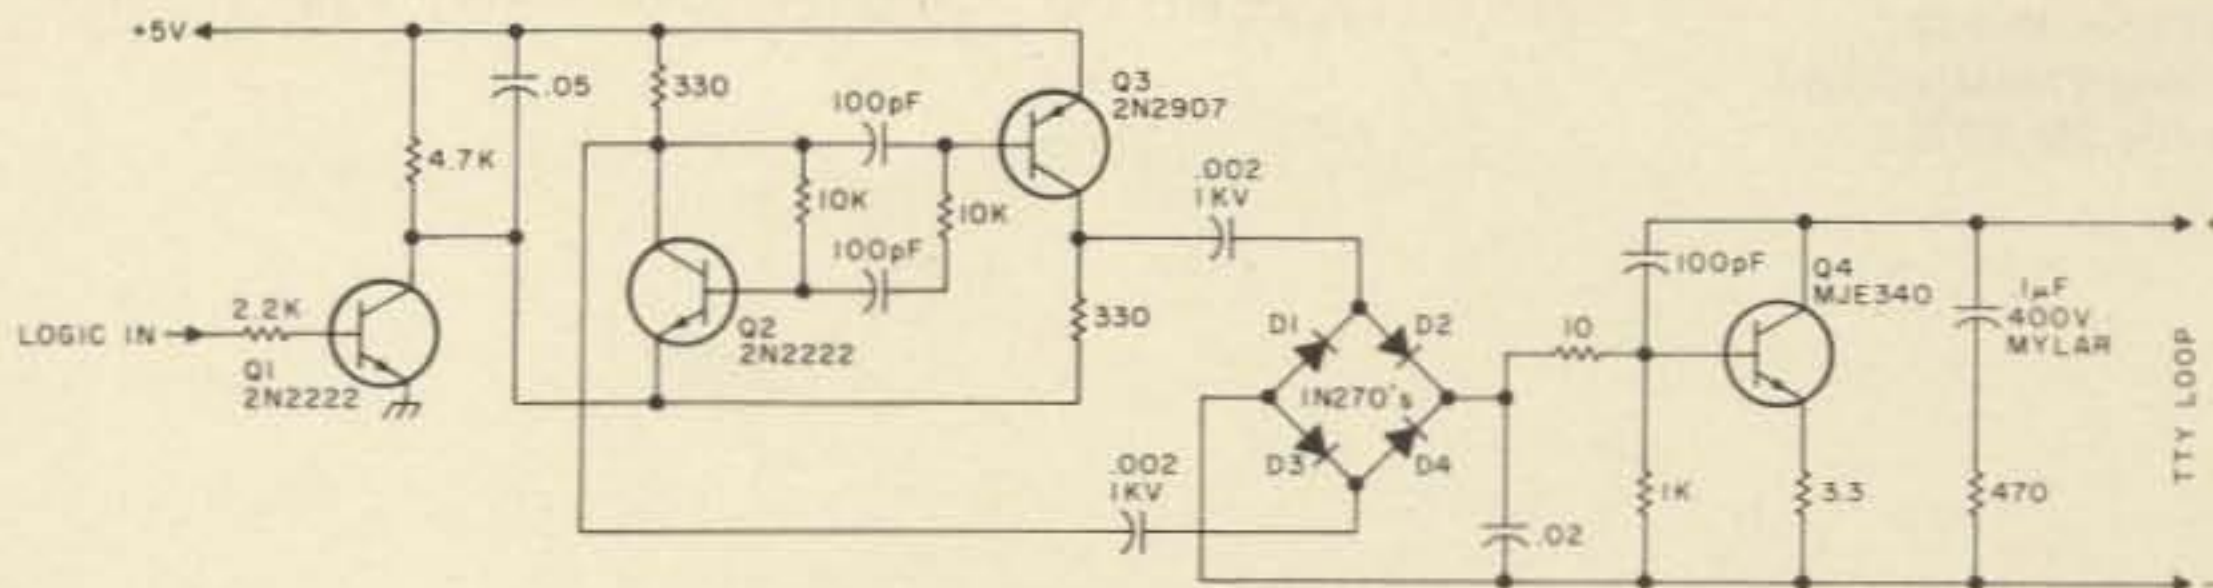 +5V
.05
330
100pF
Q3
2N2907
4.7K
10K
10K
.002
1KV
100pF
100pF
Q4
MJE340
.1µF
400V
MYLAR
2.2K
LOGIC IN
Q1
2N2222
Q2
2N2222
330
D1
D2
10
1N270's
D3
D4
.002
1KV
.02
1K
3.3
470
TTY LOOP
+
-